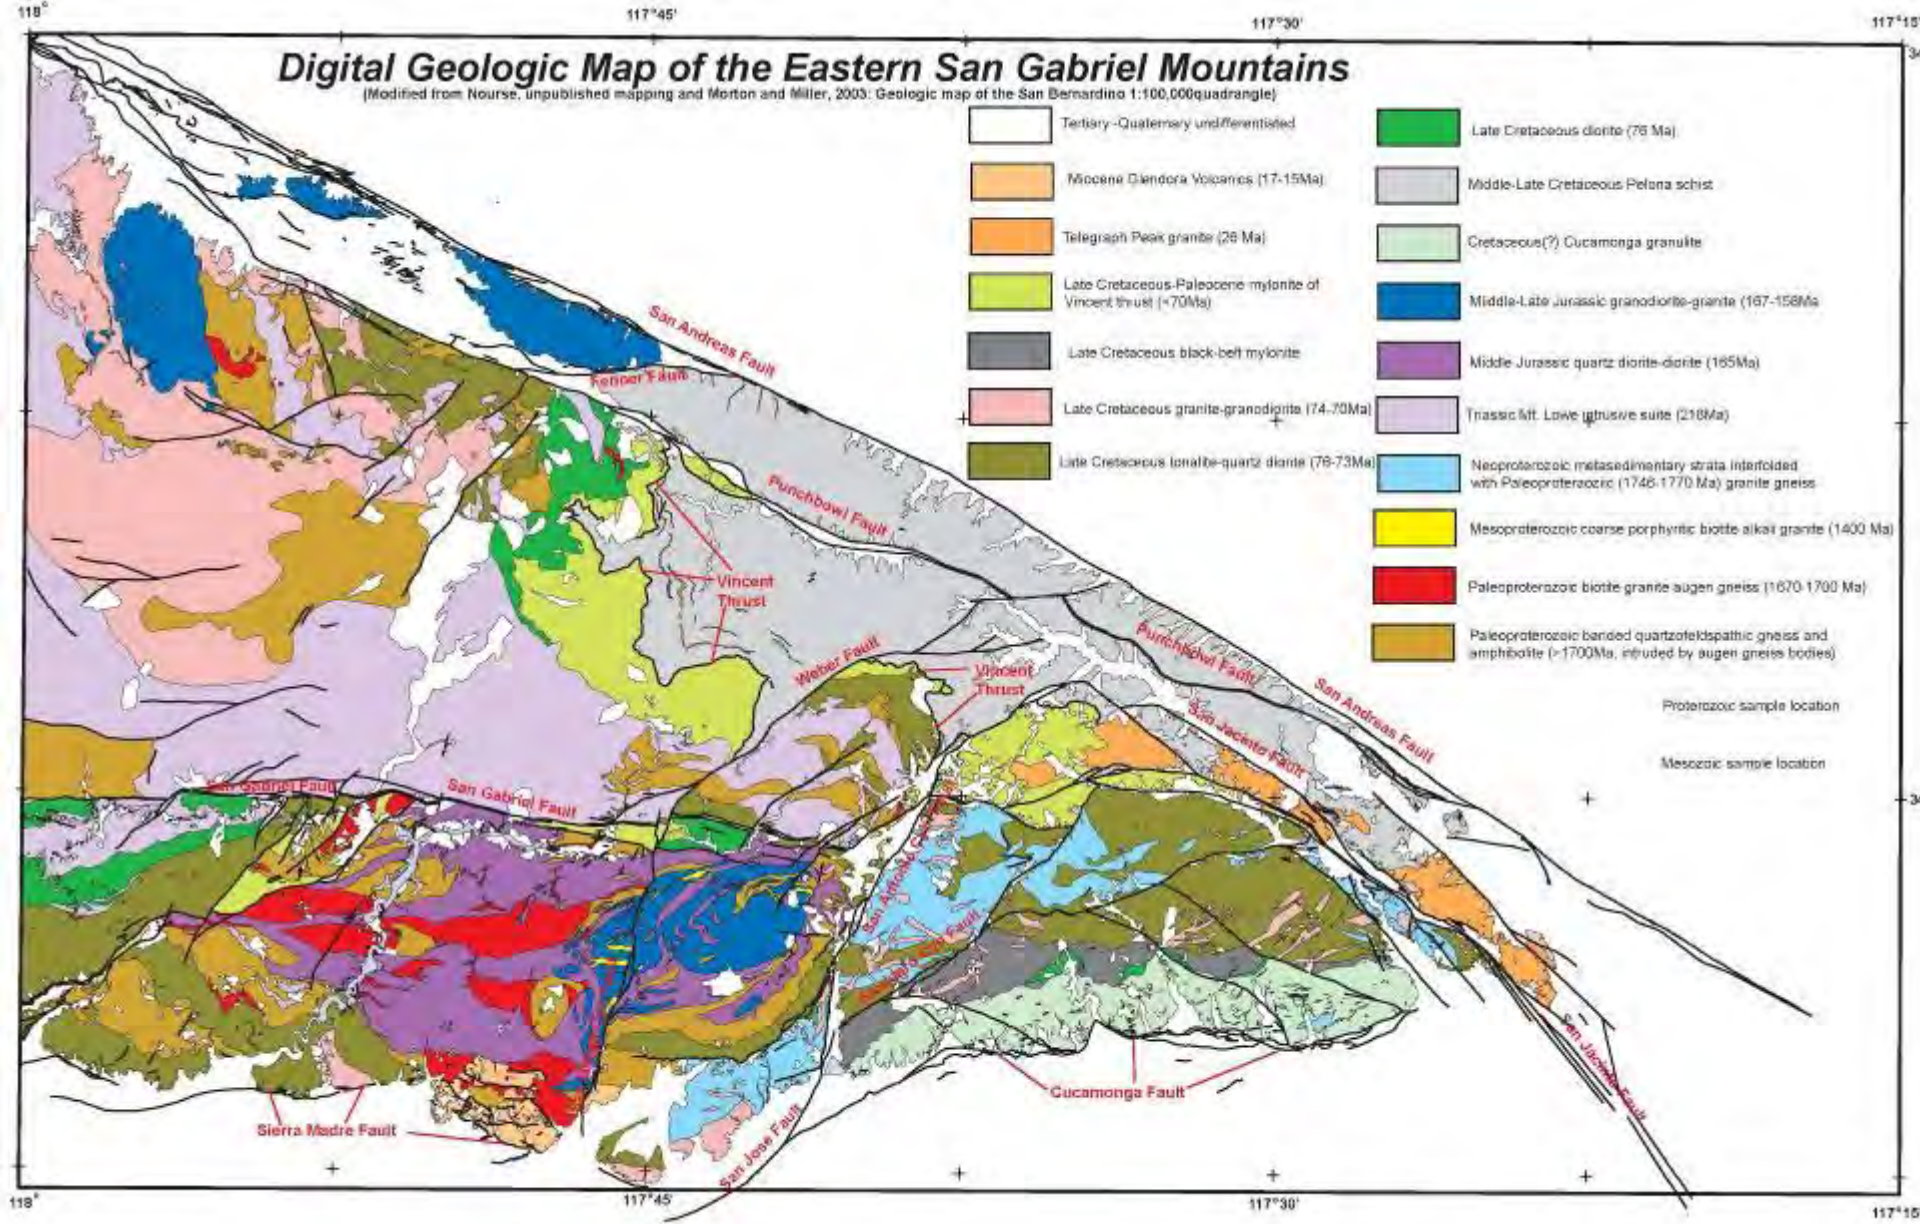 118°
117°45'
117°30'
117°15'
Digital Geologic Map of the Eastern San Gabriel Mountains
(Modified from Nourse, unpublished mapping and Morton and Miller, 2003: Geologic map of the San Bernardino 1:100,000quadrangle)
Tertiary-Quaternary undifferentiated
Miocene Glendora Volcanics (17-15Ma)
Telegraph Peak granite (26 Ma)
Late Cretaceous-Paleocene mylonite of
Vincent thrust (<70Ma)
Late Cretaceous black-belt mylonite
Late Cretaceous granite-granodiorite (74-70Ma)
Late Cretaceous tonalite-quartz diorite (76-73Ma)
Late Cretaceous diorite (76 Ma)
Middle-Late Cretaceous Pelona schist
Cretaceous(?) Cucamonga granulite
Middle-Late Jurassic granodiorite-granite (167-158Ma
Middle Jurassic quartz diorite-diorite (165Ma)
Triassic Mt. Lowe intrusive suite (218Ma)
Neoproterozoic metasedimentary strata interfolded
with Paleoproteraoziic (1746-1770 Ma) granite gneiss
Mesoproterozoic coarse porphyritic biotite alkali granite (1400 Ma)
Paleoproterozoic biotite granite augen gneiss (1670-1700 Ma)
Paleoproterozoic banded quartzofeldspathic gneiss and
amphibolite (>1700Ma, intruded by augen gneiss bodies)
Proterozoic sample location
Mesozoic sample location
San Andreas Fault
Fenner Fault
Punchbowl Fault
Vincent
Thrust
Weber Fault
Vincent
Thrust
Punchbowl Fault
San Andreas Fault
San Jacinto Fault
San Gabriel Fault
San Gabriel Fault
San Antonio Canyon
Fault
Cucamonga Fault
Sierra Madre Fault
San Jose Fault
San Jacinto Fault
118°
117°45'
117°30'
117°15'